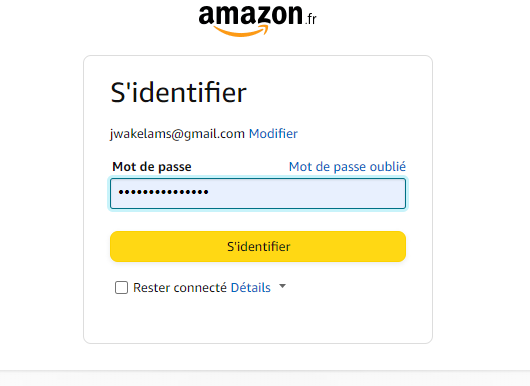 amazon.fr
S'identifier
jwakelams@gmail.com Modifier
Mot de passe Mot de passe oublié
•••••••••••••••
S'identifier
Rester connecté Détails